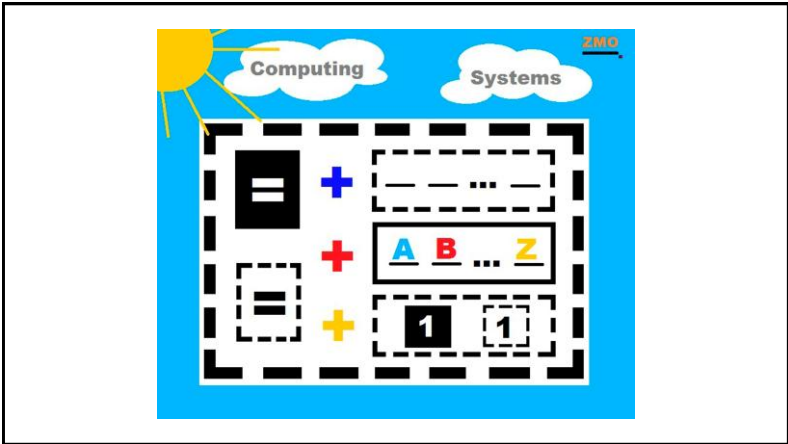 ZMO
Computing
Systems
= + _ _ ... _
+ A B ... Z
= + 1 1